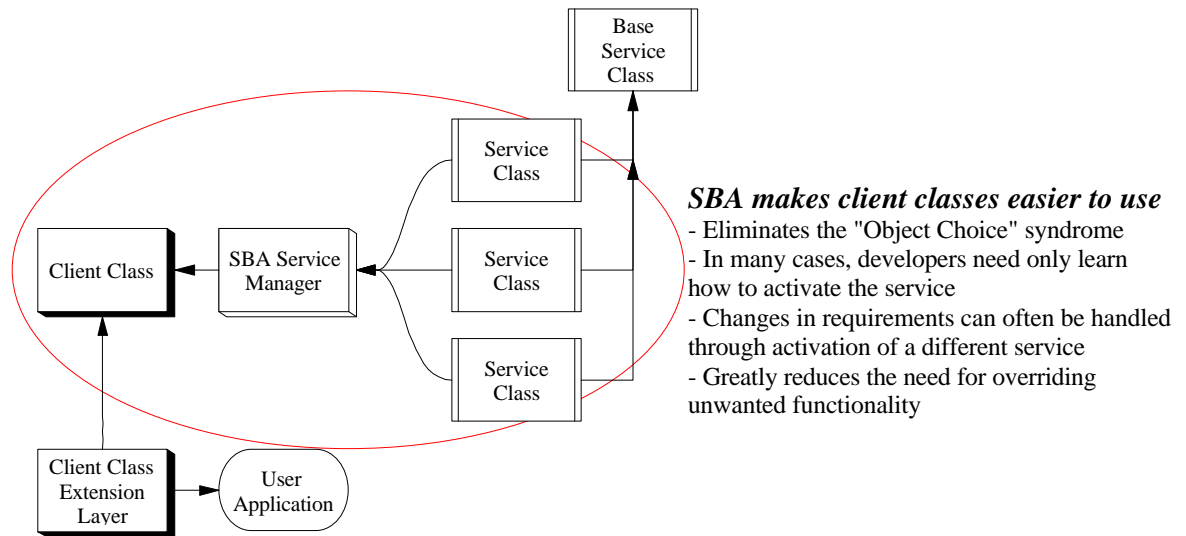 Base
Service
Class
Service
Class
Client Class
SBA Service
Manager
Service
Class
Service
Class
Client Class
Extension
Layer
User
Application
SBA makes client classes easier to use
- Eliminates the "Object Choice" syndrome
- In many cases, developers need only learn
how to activate the service
- Changes in requirements can often be handled
through activation of a different service
- Greatly reduces the need for overriding
unwanted functionality